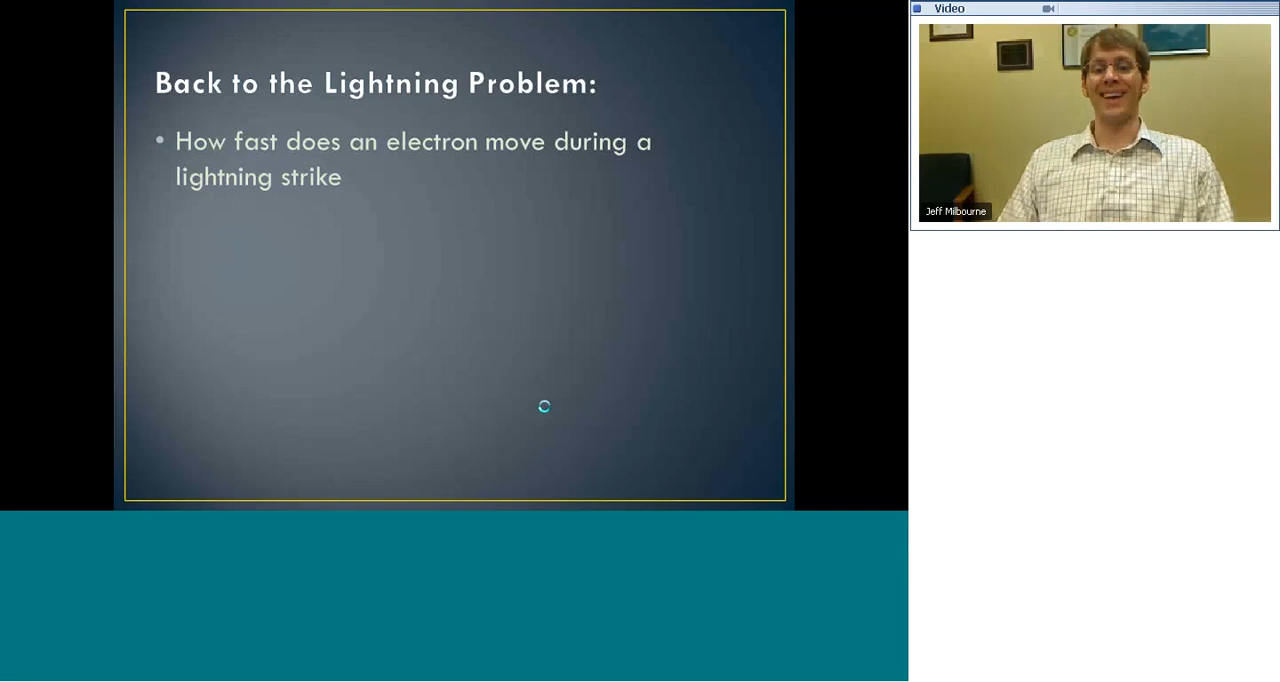 Back to the Lightning Problem:
• How fast does an electron move during a
lightning strike
Video
Jeff Milbourne